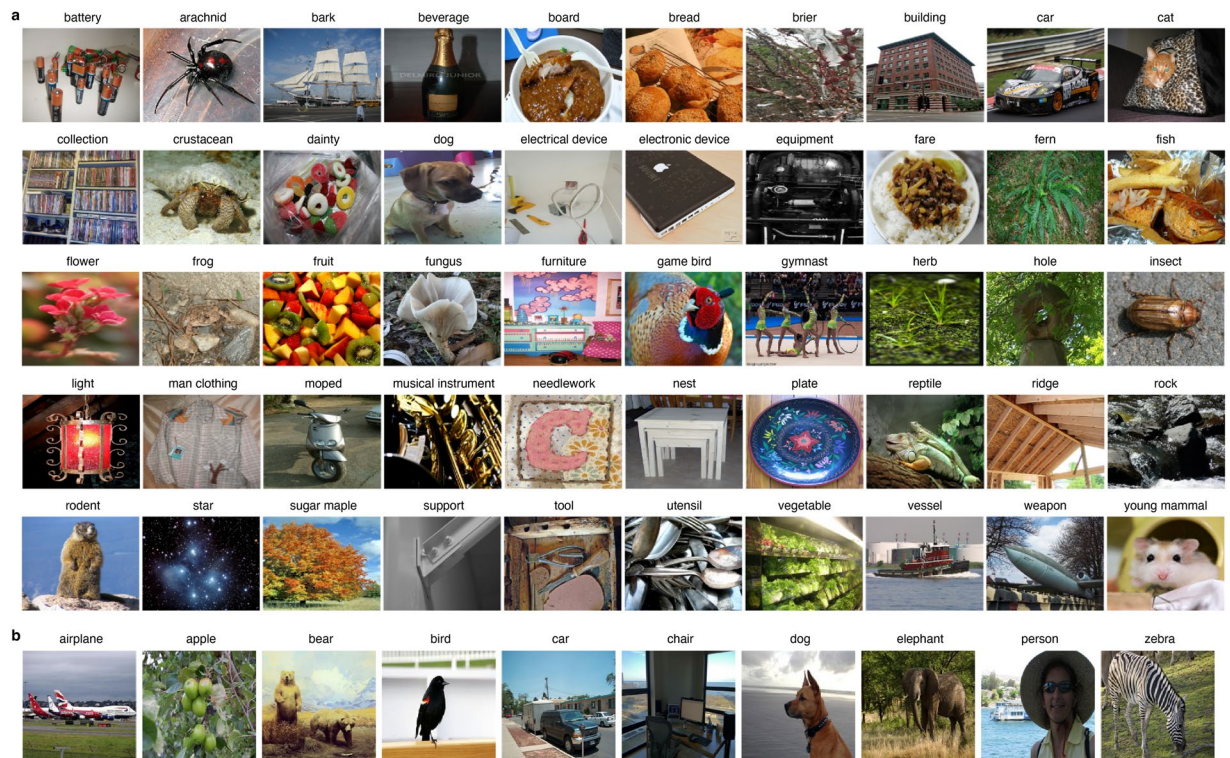 a
battery arachnid bark beverage board bread brier building car cat
DELMIRO JUNIOR
collection crustacean dainty dog electrical device electronic device equipment fare fern fish
flower frog fruit fungus furniture game bird gymnast herb hole insect
light man clothing moped musical instrument needlework nest plate reptile ridge rock
rodent star sugar maple support tool utensil vegetable vessel weapon young mammal
b
airplane apple bear bird car chair dog elephant person zebra